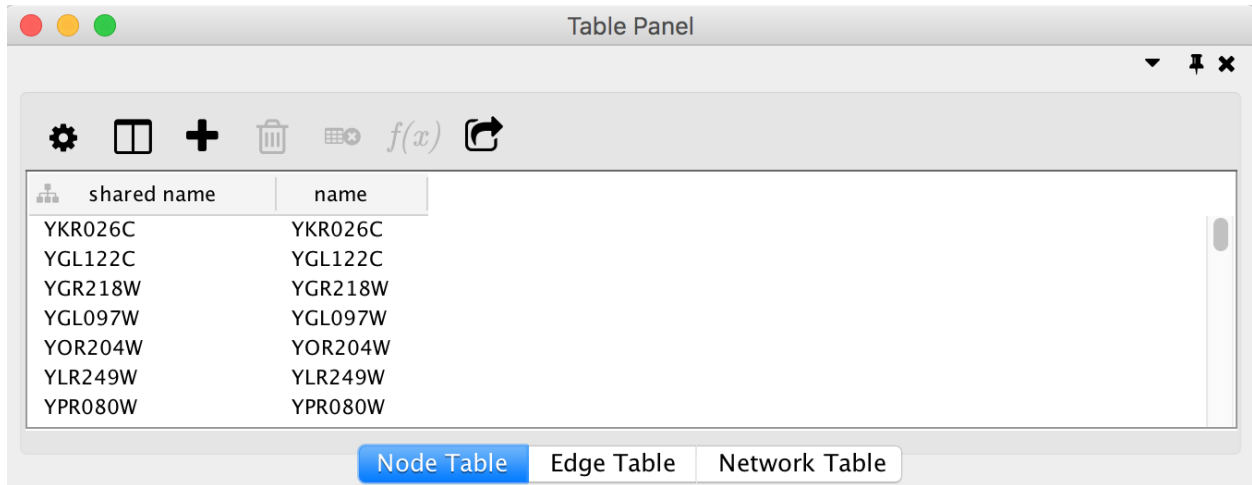 Table Panel
f(x)
shared name name
YKR026C YKR026C
YGL122C YGL122C
YGR218W YGR218W
YGL097W YGL097W
YOR204W YOR204W
YLR249W YLR249W
YPR080W YPR080W
Node Table Edge Table Network Table